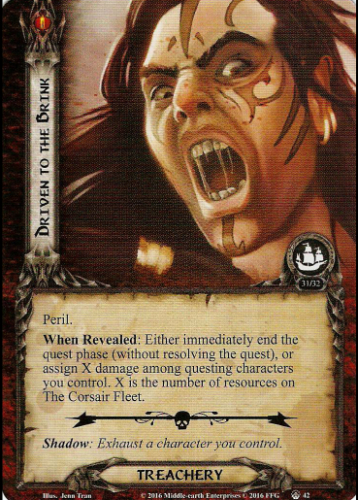 DRIVEN TO THE BRINK
31/32
Peril.
When Revealed: Either immediately end the
quest phase (without resolving the quest), or
assign X damage among questing characters
you control. X is the number of resources on
The Corsair Fleet.
Shadow: Exhaust a character you control.
TREACHERY
Illus. Jenn Tran © 2016 Middle-earth Enterprises © 2016 FFG 42